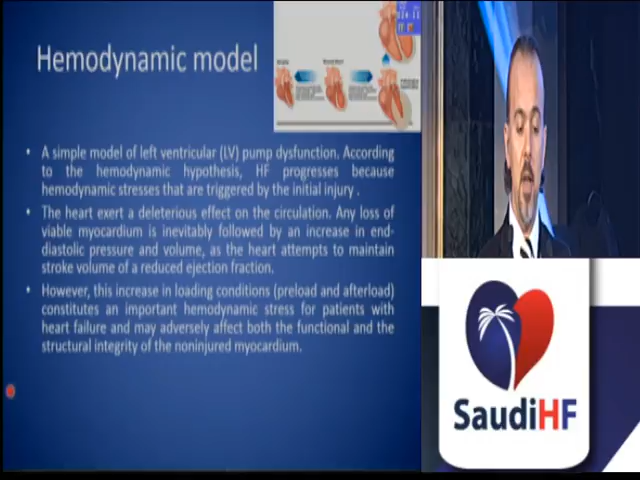 Hemodynamic model
• A simple model of left ventricular (LV) pump dysfunction. According
to the hemodynamic hypothesis, HF progresses because
hemodynamic stresses that are triggered by the initial injury .
• The heart exert a deleterious effect on the circulation. Any loss of
viable myocardium is inevitably followed by an increase in end-
diastolic pressure and volume, as the heart attempts to maintain
stroke volume of a reduced ejection fraction.
• However, this increase in loading conditions (preload and afterload)
constitutes an important hemodynamic stress for patients with
heart failure and may adversely affect both the functional and the
structural integrity of the noninjured myocardium.
SaudiHF